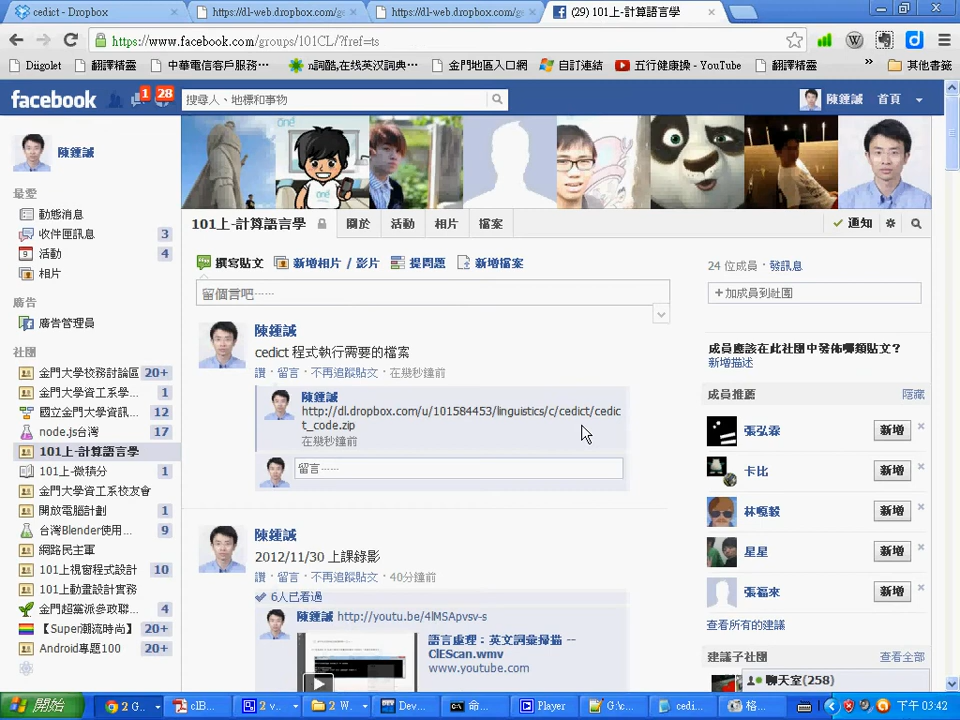 cedict - Dropbox
https://dl-web.dropbox.com/ge
https://dl-web.dropbox.com/ge
(29) 101上-計算語言學
https://www.facebook.com/groups/101CL/?fref=ts
Diigolet
翻譯精靈
中華電信客戶服務⋯
n詞酷,在线英汉词典⋯
金門地區入口網
自訂連結
五行健康操 - YouTube
翻譯精靈
»
其他書籤
facebook
1
28
搜尋人、地標和事物
陳鍾誠
首頁
陳鍾誠
最愛
動態消息
收件匣訊息 3
活動 4
相片
廣告
廣告管理員
社團
金門大學校務討論區 20+
金門大學資工系學... 1
國立金門大學資訊... 12
node.js台灣 17
101上-計算語言學
101上-微積分 1
金門大學資工系校友會
開放電腦計劃 1
台灣Blender使用... 9
網路民主軍
101上視窗程式設計 10
101上動畫設計實務
金門超黨派參政聯... 4
【Super潮流時尚】 20+
Android專題100 20+
101上-計算語言學
關於
活動
相片
檔案
通知
撰寫貼文
新增相片 / 影片
提問題
新增檔案
留個言吧⋯⋯
陳鍾誠
cedict 程式執行需要的檔案
讚 · 留言 · 不再追蹤貼文 · 在幾秒鐘前
陳鍾誠
http://dl.dropbox.com/u/101584453/linguistics/c/cedict/cedic
t_code.zip
在幾秒鐘前
留言⋯⋯
陳鍾誠
2012/11/30 上課錄影
讚 · 留言 · 不再追蹤貼文 · 40分鐘前
6人已看過
陳鍾誠 http://youtu.be/4lMSApvsv-s
語言處理：英文詞彙掃描 --
ClEScan.wmv
www.youtube.com
24 位成員 · 發訊息
+加成員到社團
成員應該在此社團中發佈哪類貼文?
新增描述
成員推薦
隱藏
張弘霖 新增
卡比 新增
林嘎毅 新增
星星 新增
張福來 新增
查看所有的建議
建議子社團
查看全部
聊天室(258)
開始
2 G..
clB...
2 v...
2 W..
Dev...
命...
Player
G:\c...
cedi...
格...
下午 03:42